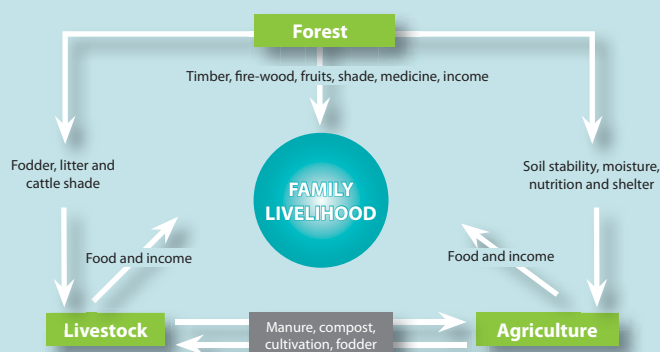 Forest
Timber, fire-wood, fruits, shade, medicine, income
Fodder, litter and
cattle shade
FAMILY
LIVELIHOOD
Soil stability, moisture,
nutrition and shelter
Food and income
Food and income
Livestock
Manure, compost,
cultivation, fodder
Agriculture